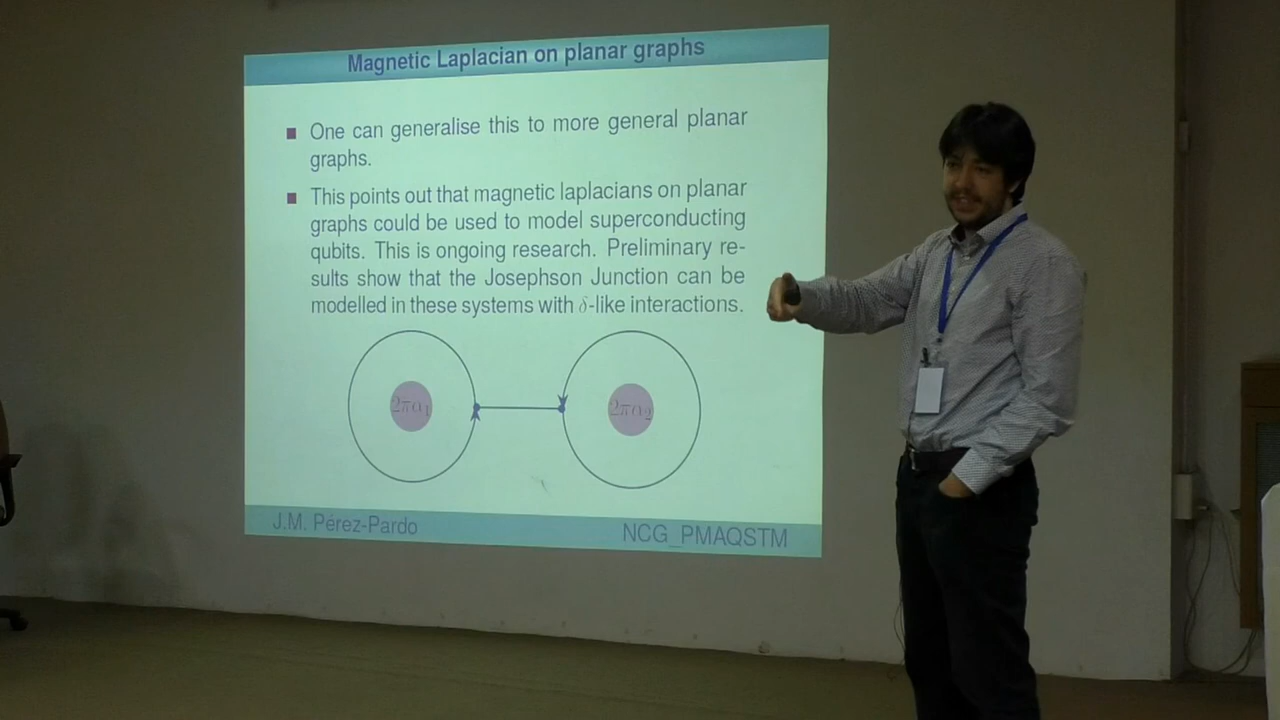 Magnetic Laplacian on planar graphs
One can generalise this to more general planar
graphs.
This points out that magnetic laplacians on planar
graphs could be used to model superconducting
qubits. This is ongoing research. Preliminary re-
sults show that the Josephson Junction can be
modelled in these systems with δ-like interactions.
2πα₁
2πα₂
J.M. Pérez-Pardo
NCG_PMAQSTM